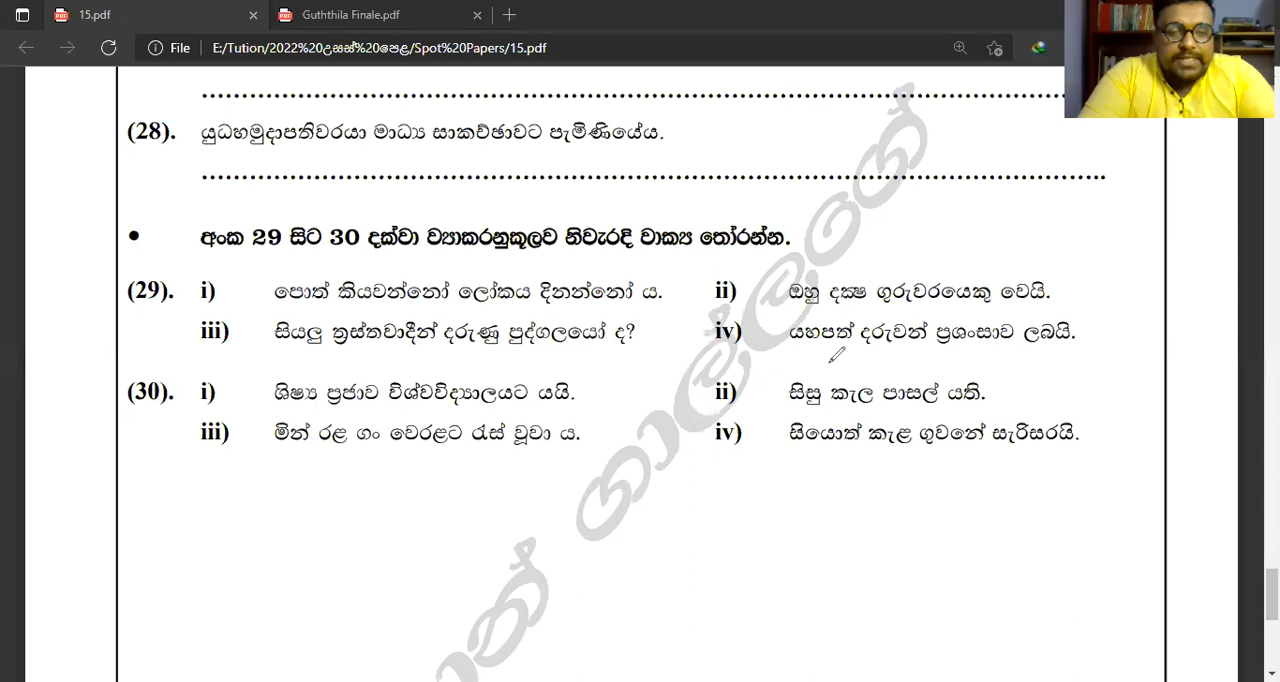 15.pdf
Guththila Finale.pdf
File E:/Tution/2022%20උසස්%20පෙළ/Spot%20Papers/15.pdf
(28). යුධහමුදාපතිවරයා මාධ්‍ය සාකච්ඡාවට පැමිණියේය.
• අංක 29 සිට 30 දක්වා ව්‍යාකරනුකූලව නිවැරදි වාක්‍ය තෝරන්න.
(29). i) පොත් කියවන්නෝ ලෝකය දිනන්නෝ ය. ii) ඔහු දක්‍ෂ ගුරුවරයෙකු වෙයි.
iii) සියලු ත්‍රස්තවාදීන් දරුණු පුද්ගලයෝ ද? iv) යහපත් දරුවන් ප්‍රශංසාව ලබයි.
(30). i) ශිෂ්‍ය ප්‍රජාව විශ්වවිද්‍යාලයට යයි. ii) සිසු කැල පාසල් යති.
iii) මින් රළ ගං වෙරළට රැස් වූවා ය. iv) සියොත් කැළ ගුවනේ සැරිසරයි.